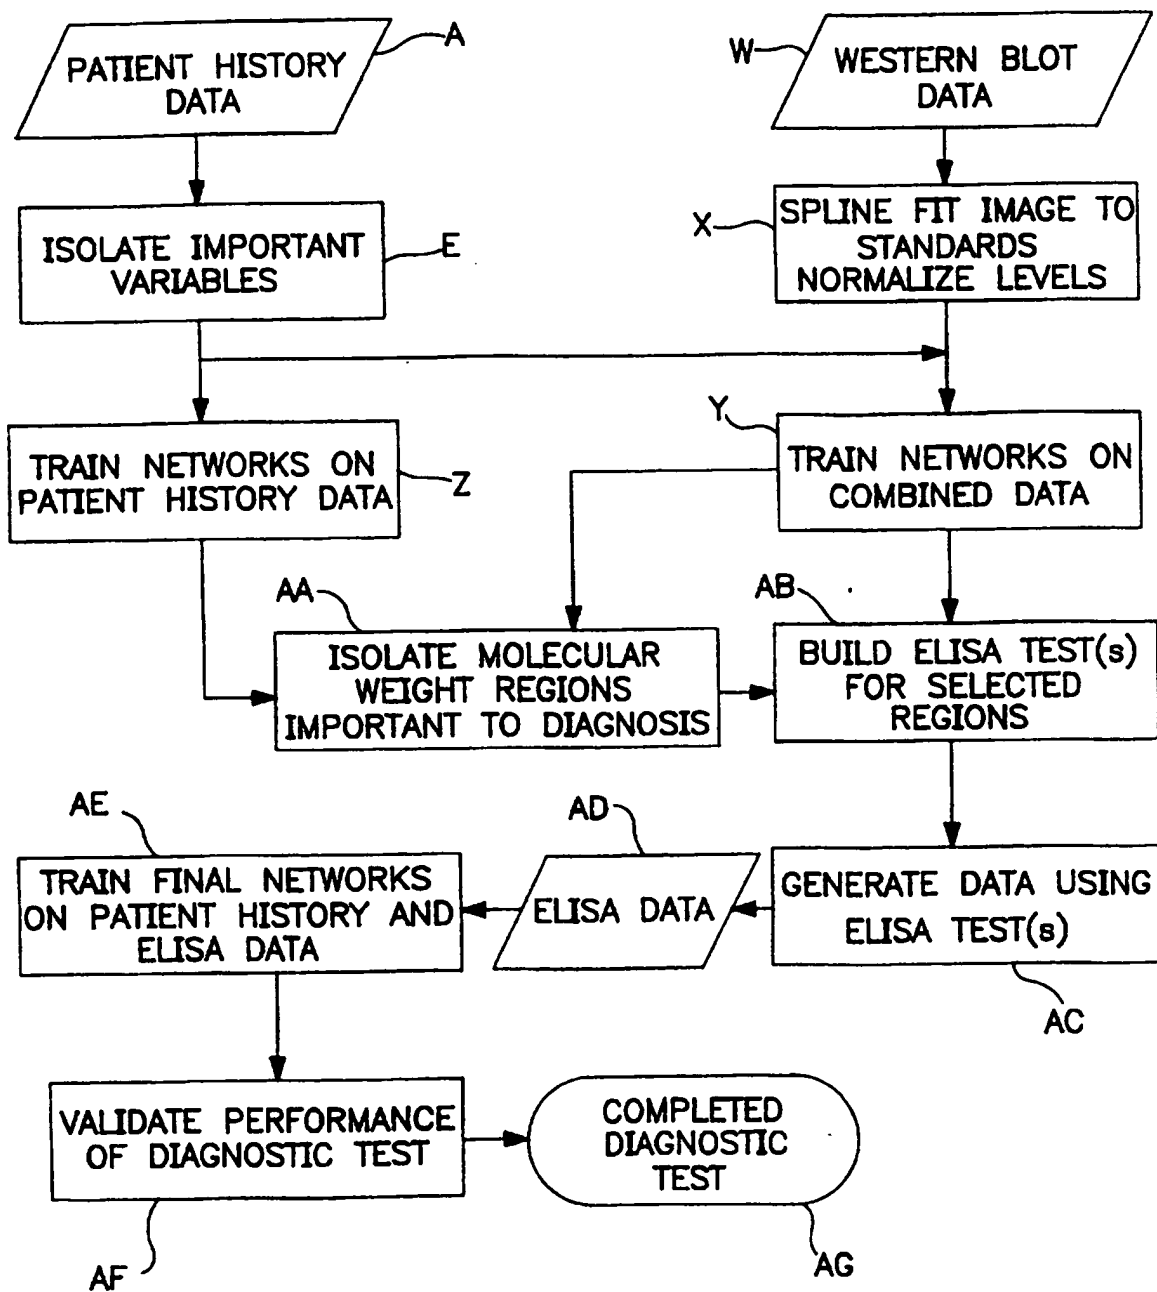 PATIENT HISTORY
DATA
A
W
WESTERN BLOT
DATA
ISOLATE IMPORTANT
VARIABLES
E
X
SPLINE FIT IMAGE TO
STANDARDS
NORMALIZE LEVELS
TRAIN NETWORKS ON
PATIENT HISTORY DATA
Z
Y
TRAIN NETWORKS ON
COMBINED DATA
AA
ISOLATE MOLECULAR
WEIGHT REGIONS
IMPORTANT TO DIAGNOSIS
AB
BUILD ELISA TEST(s)
FOR SELECTED
REGIONS
AE
TRAIN FINAL NETWORKS
ON PATIENT HISTORY AND
ELISA DATA
AD
ELISA DATA
GENERATE DATA USING
ELISA TEST(s)
AC
VALIDATE PERFORMANCE
OF DIAGNOSTIC TEST
AF
COMPLETED
DIAGNOSTIC
TEST
AG